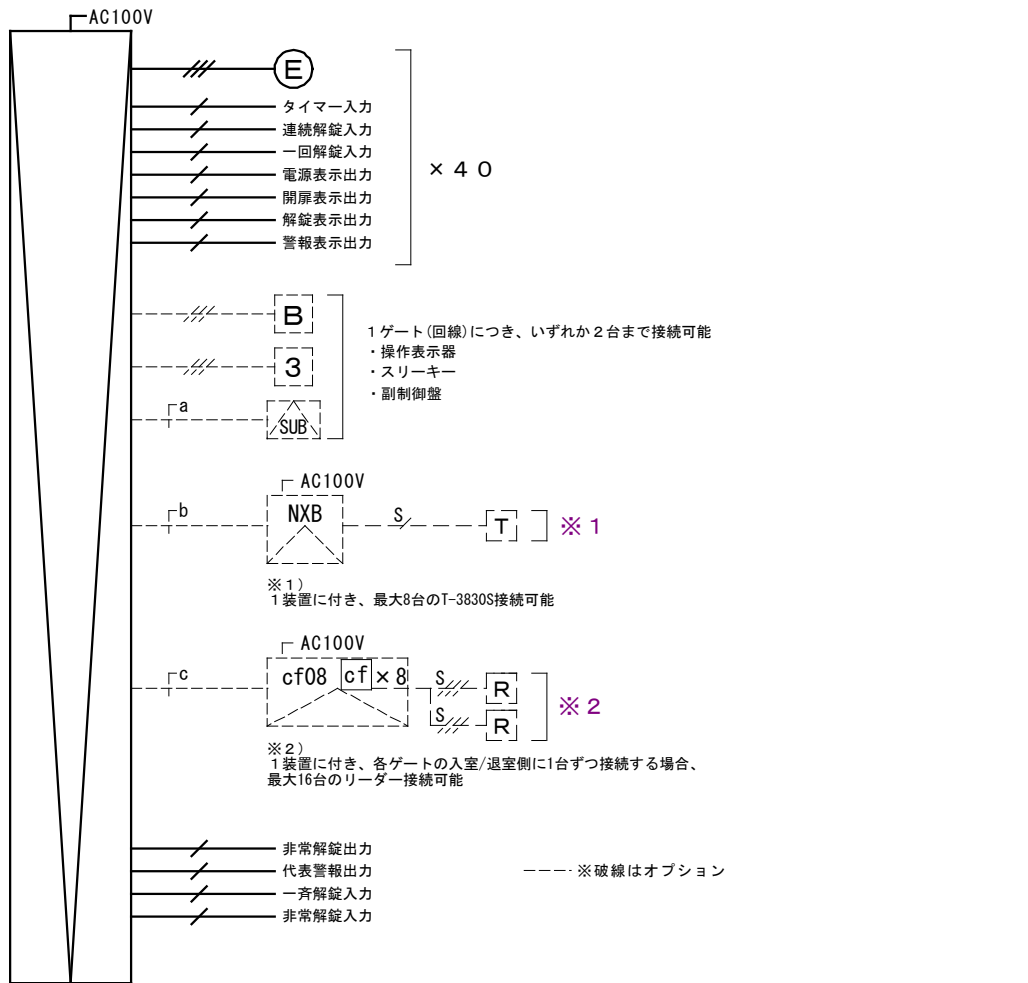 AC100V
E
タイマー入力
連続解錠入力
一回解錠入力
電源表示出力
開扉表示出力
解錠表示出力
警報表示出力
×４０
B
3
a
SUB
１ゲート(回線)につき、いずれか２台まで接続可能
・操作表示器
・スリーキー
・副制御盤
AC100V
b
NXB
S
T
※１
※１）
１装置に付き、最大8台のT-3830S接続可能
AC100V
c
cf08 cf ×8
S
R
S
R
※２
※２）
１装置に付き、各ゲートの入室/退室側に1台ずつ接続する場合、
最大16台のリーダー接続可能
非常解錠出力
代表警報出力
一斉解錠入力
非常解錠入力
※破線はオプション